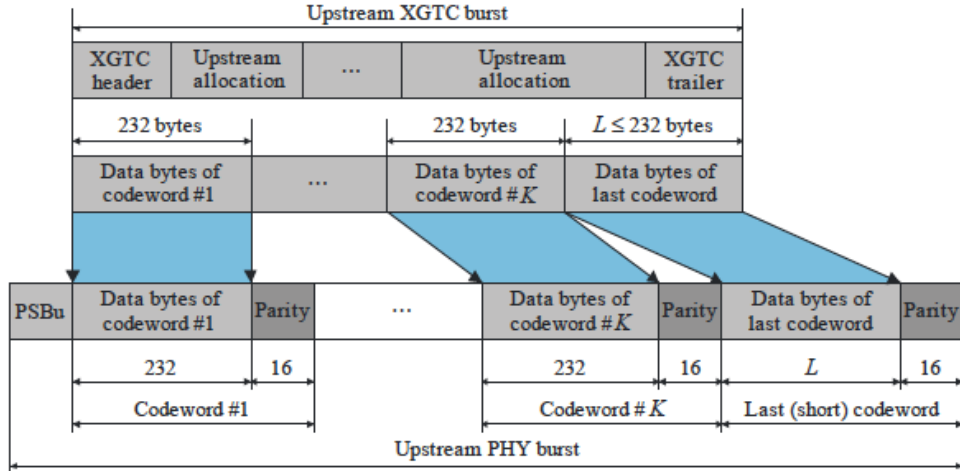 Upstream XGTC burst
XGTC
header
Upstream
allocation
...
Upstream
allocation
XGTC
trailer
232 bytes
232 bytes
L ≤ 232 bytes
Data bytes of
codeword #1
...
Data bytes of
codeword #K
Data bytes of
last codeword
PSBu
Data bytes of
codeword #1
Parity
...
Data bytes of
codeword #K
Parity
Data bytes of
last codeword
Parity
232
16
232
16
L
16
Codeword #1
Codeword #K
Last (short) codeword
Upstream PHY burst